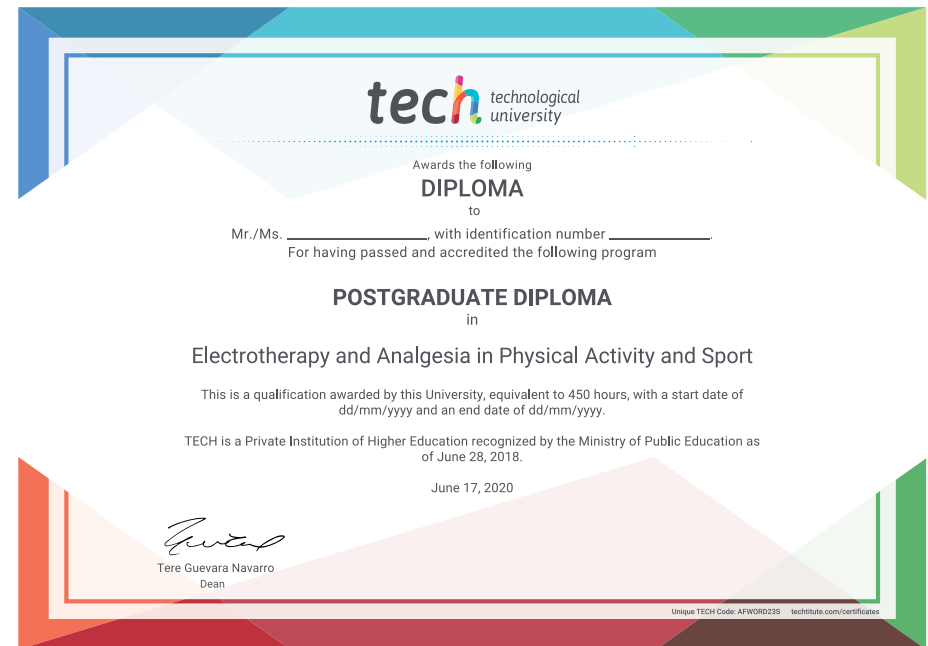 tech technological
university
Awards the following
DIPLOMA
to
Mr./Ms. ____________________, with identification number ______________.
For having passed and accredited the following program
POSTGRADUATE DIPLOMA
in
Electrotherapy and Analgesia in Physical Activity and Sport
This is a qualification awarded by this University, equivalent to 450 hours, with a start date of
dd/mm/yyyy and an end date of dd/mm/yyyy.
TECH is a Private Institution of Higher Education recognized by the Ministry of Public Education as
of June 28, 2018.
June 17, 2020
Tere Guevara Navarro
Dean
Unique TECH Code: AFWORD23S techtitute.com/certificates